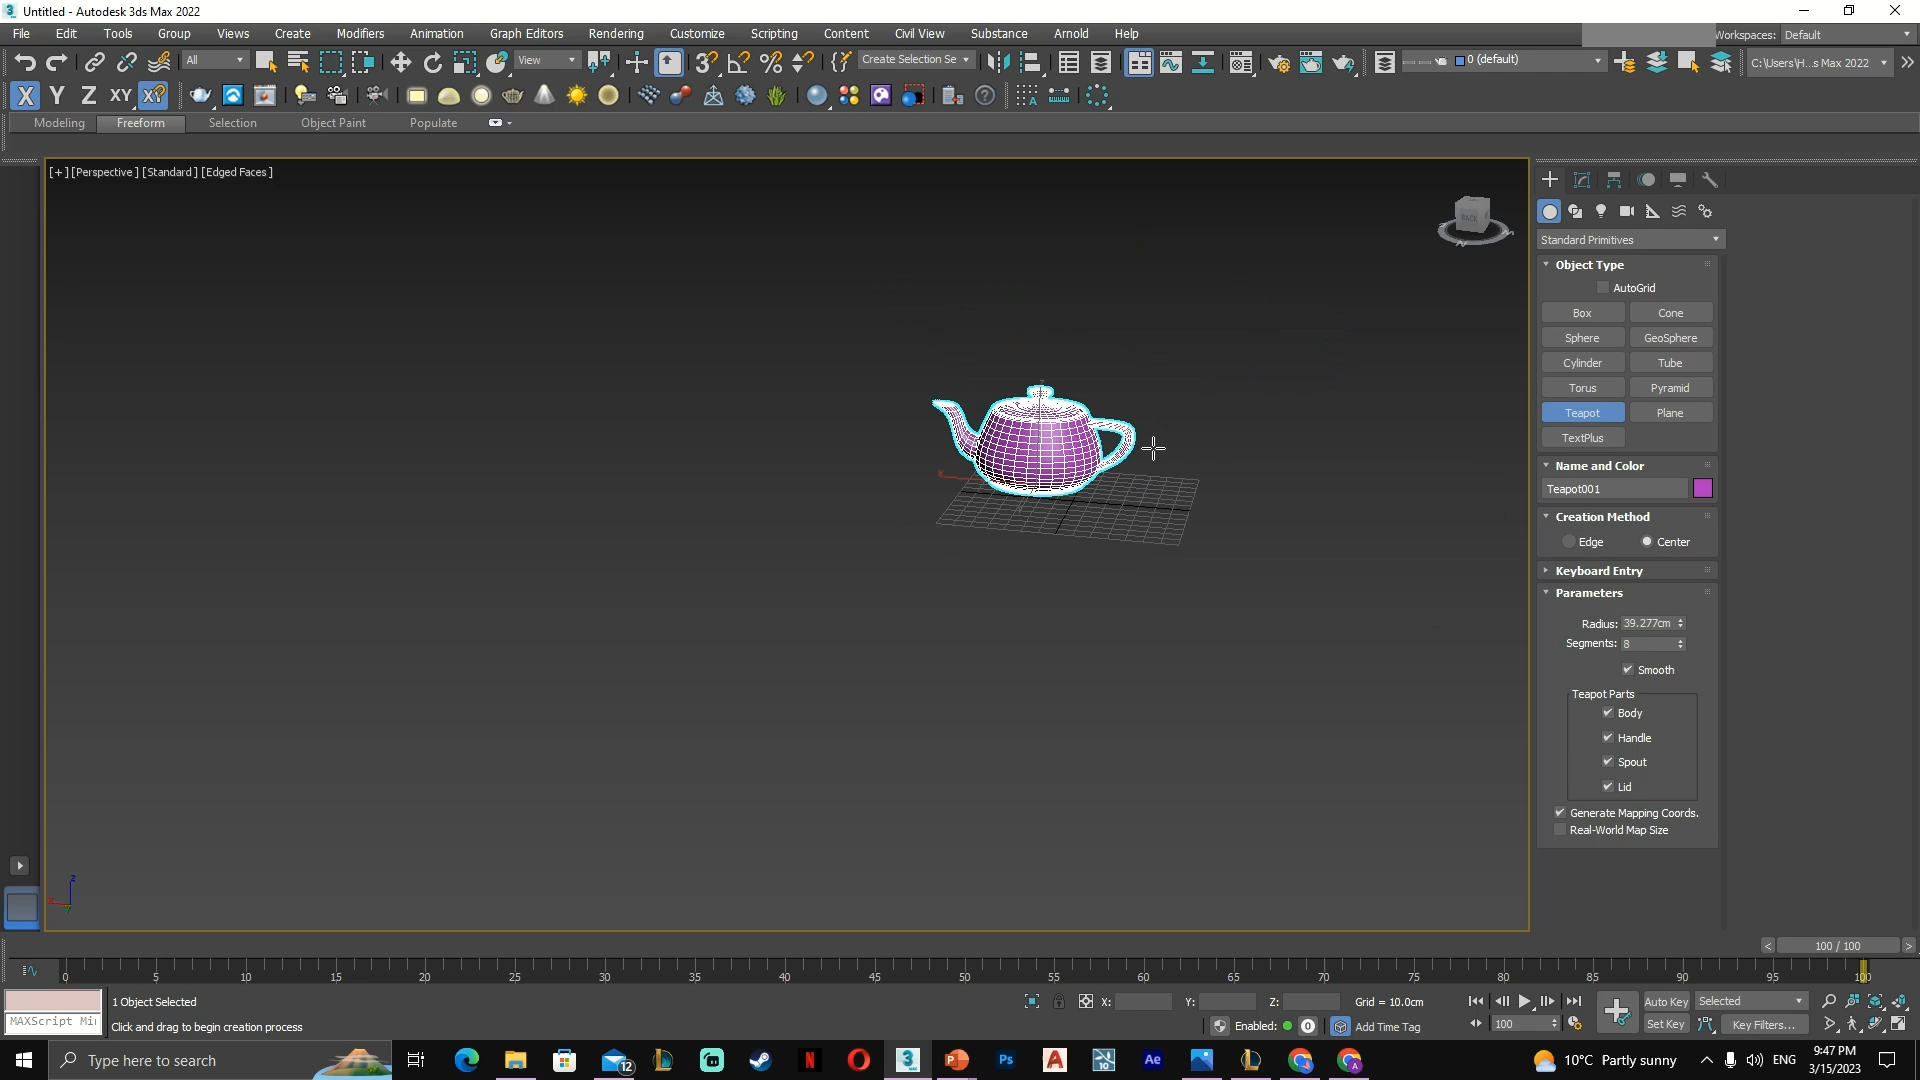 Untitled - Autodesk 3ds Max 2022
File Edit Tools Group Views Create Modifiers Animation Graph Editors Rendering Customize Scripting Content Civil View Substance Arnold Help
Workspaces: Default
All View Create Selection Se 0 (default) C:\Users\H...s Max 2022
X Y Z XY
Modeling Freeform Selection Object Paint Populate
[+] [Perspective] [Standard] [Edged Faces]
BACK
Standard Primitives
Object Type
AutoGrid
Box Cone
Sphere GeoSphere
Cylinder Tube
Torus Pyramid
Teapot Plane
TextPlus
Name and Color
Teapot001
Creation Method
Edge Center
Keyboard Entry
Parameters
Radius: 39.277cm
Segments: 8
Smooth
Teapot Parts
Body
Handle
Spout
Lid
Generate Mapping Coords.
Real-World Map Size
100 / 100
0 5 10 15 20 25 30 35 40 45 50 55 60 65 70 75 80 85 90 95 100
1 Object Selected X: Y: Z: Grid = 10.0cm Auto Key Selected
MAXScript Mi
Click and drag to begin creation process Enabled: 0 Add Time Tag 100 Set Key Key Filters...
Type here to search 12 Ps Ae 10°C Partly sunny ENG
9:47 PM
3/15/2023